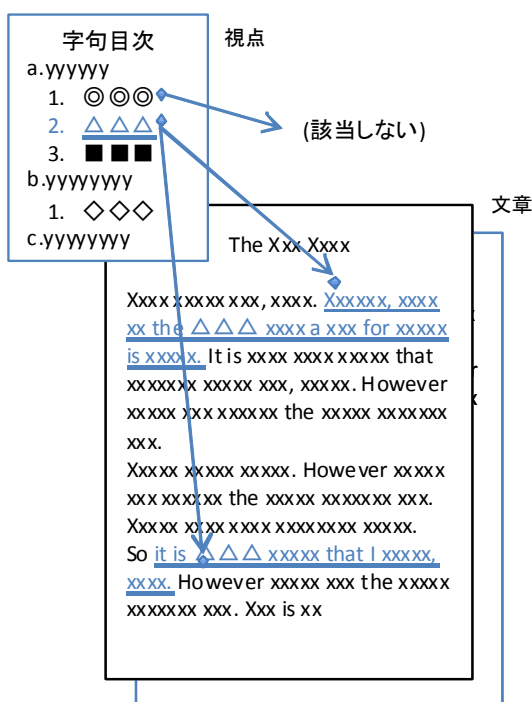 字句目次
視点
a.yyyyyy
1. ◎◎◎
2. △△△
(該当しない)
3. ■■■
b.yyyyyyyy
1. ◇◇◇
c.yyyyyyyy
文章
The Xxx Xxxx
Xxxx xxxxx xxx, xxxx. Xxxxxx, xxxx
xx the △△△ xxxx a xxx for xxxxx
is xxxxx. It is xxxx xxxx xxxxx that
xxxxxxx xxxxx xxx, xxxxx. However
xxxxx xxx xxxxxx the xxxxx xxxxxxx
xxx.
Xxxxx xxxxx xxxxx. However xxxxx
xxx xxxxxx the xxxxx xxxxxxx xxx.
Xxxxx xxxx xxxx xxxxxxxx xxxxx.
So it is △△△ xxxxx that I xxxxx,
xxxx. However xxxxx xxx the xxxxx
xxxxxxx xxx. Xxx is xx